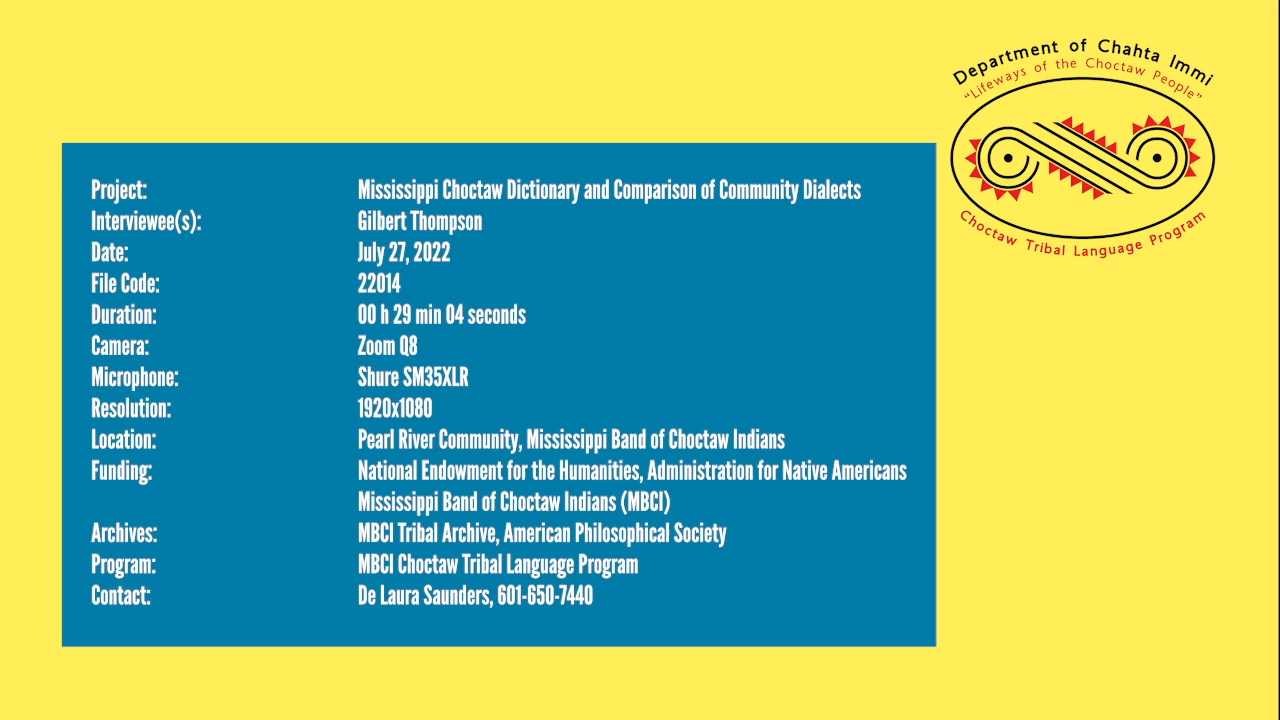 Department of Chahta Immi
"Lifeways of the Choctaw People"
Choctaw Tribal Language Program
Project: Mississippi Choctaw Dictionary and Comparison of Community Dialects
Interviewee(s): Gilbert Thompson
Date: July 27, 2022
File Code: 22014
Duration: 00 h 29 min 04 seconds
Camera: Zoom Q8
Microphone: Shure SM35XLR
Resolution: 1920x1080
Location: Pearl River Community, Mississippi Band of Choctaw Indians
Funding: National Endowment for the Humanities, Administration for Native Americans
Mississippi Band of Choctaw Indians (MBCI)
Archives: MBCI Tribal Archive, American Philosophical Society
Program: MBCI Choctaw Tribal Language Program
Contact: De Laura Saunders, 601-650-7440